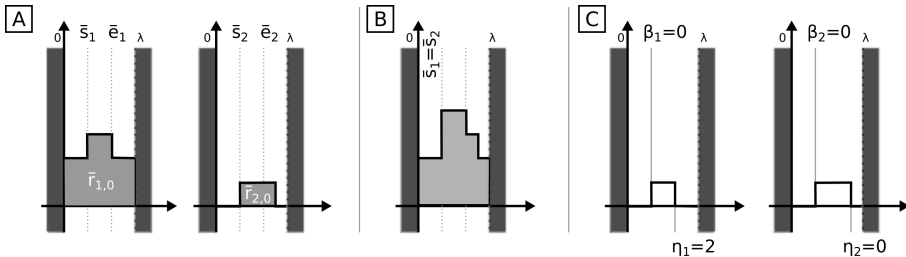 A
0 s̄₁ ē₁ λ
r̄₁,₀
0 s̄₂ ē₂ λ
r̄₂,₀
B
0 s̄₁=s̄₂ λ
C
0 β₁=0 λ
η₁=2
0 β₂=0 λ
η₂=0